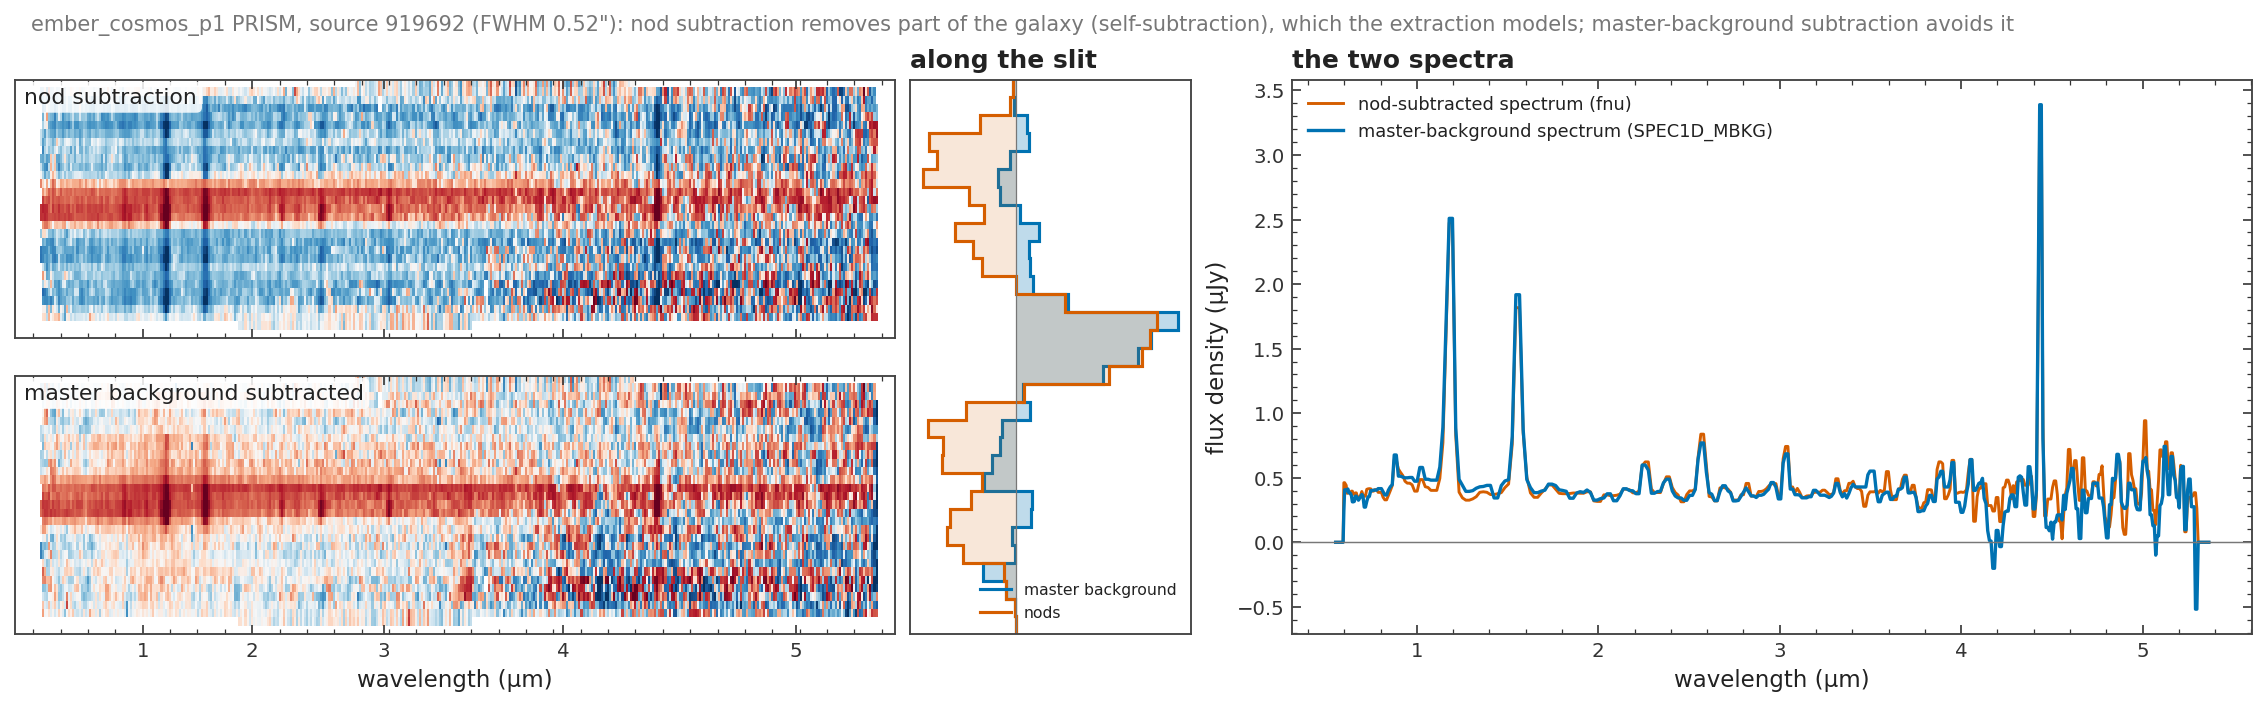 ember_cosmos_p1 PRISM, source 919692 (FWHM 0.52"): nod subtraction removes part of the galaxy (self-subtraction), which the extraction models; master-background subtraction avoids it
along the slit
the two spectra
nod subtraction
master background subtracted
1 2 3 4 5
wavelength (μm)
master background
nods
nod-subtracted spectrum (fnu)
master-background spectrum (SPEC1D_MBKG)
flux density (μJy)
3.5
3.0
2.5
2.0
1.5
1.0
0.5
0.0
−0.5
1 2 3 4 5
wavelength (μm)